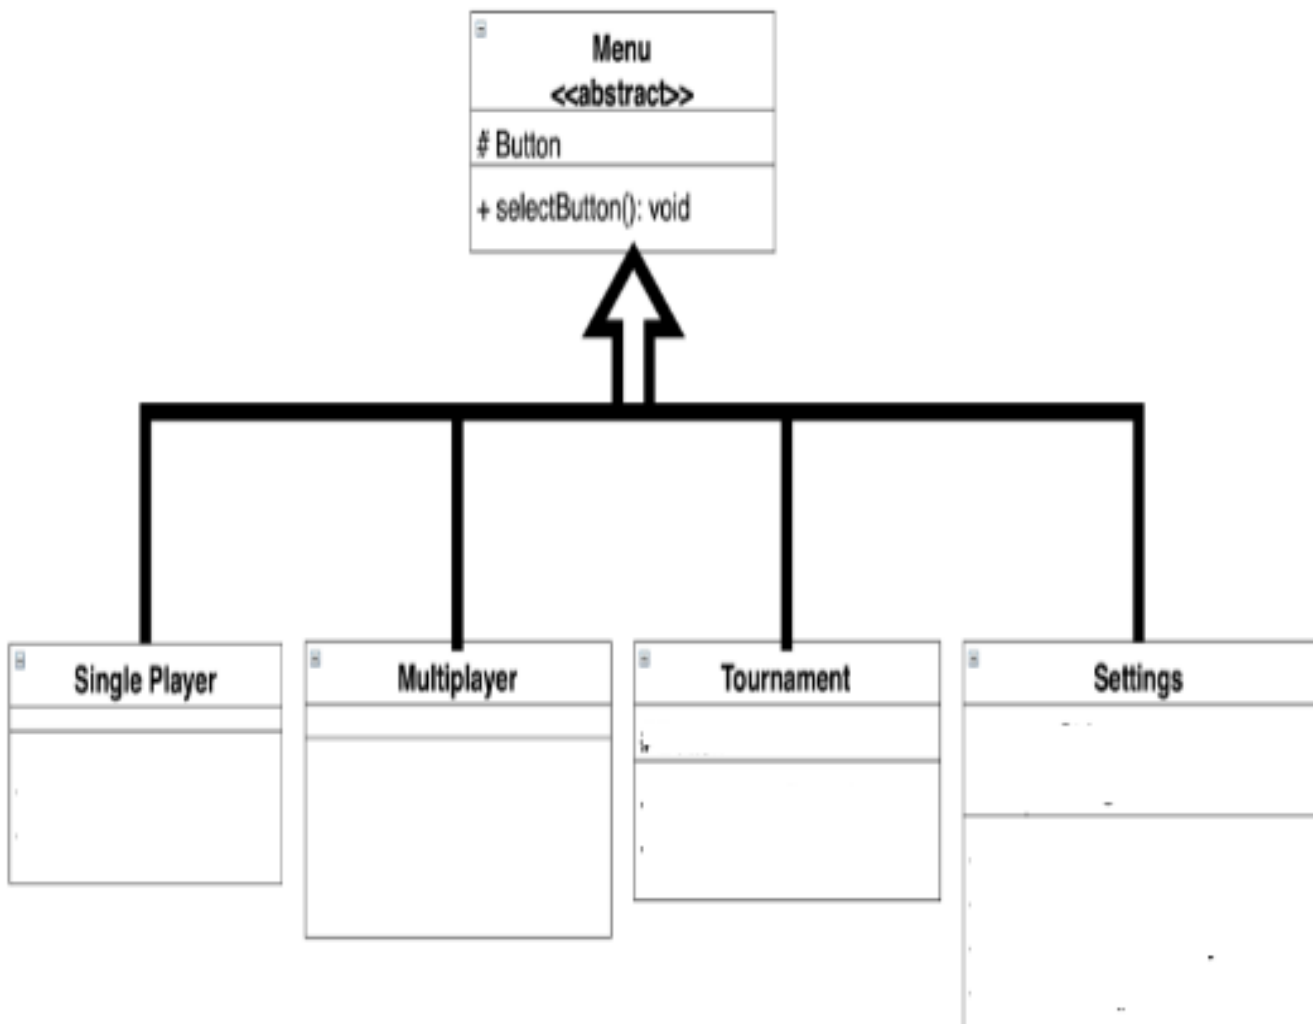 Menu
<<abstract>>
# Button
+ selectButton(): void
Single Player
Multiplayer
Tournament
Settings